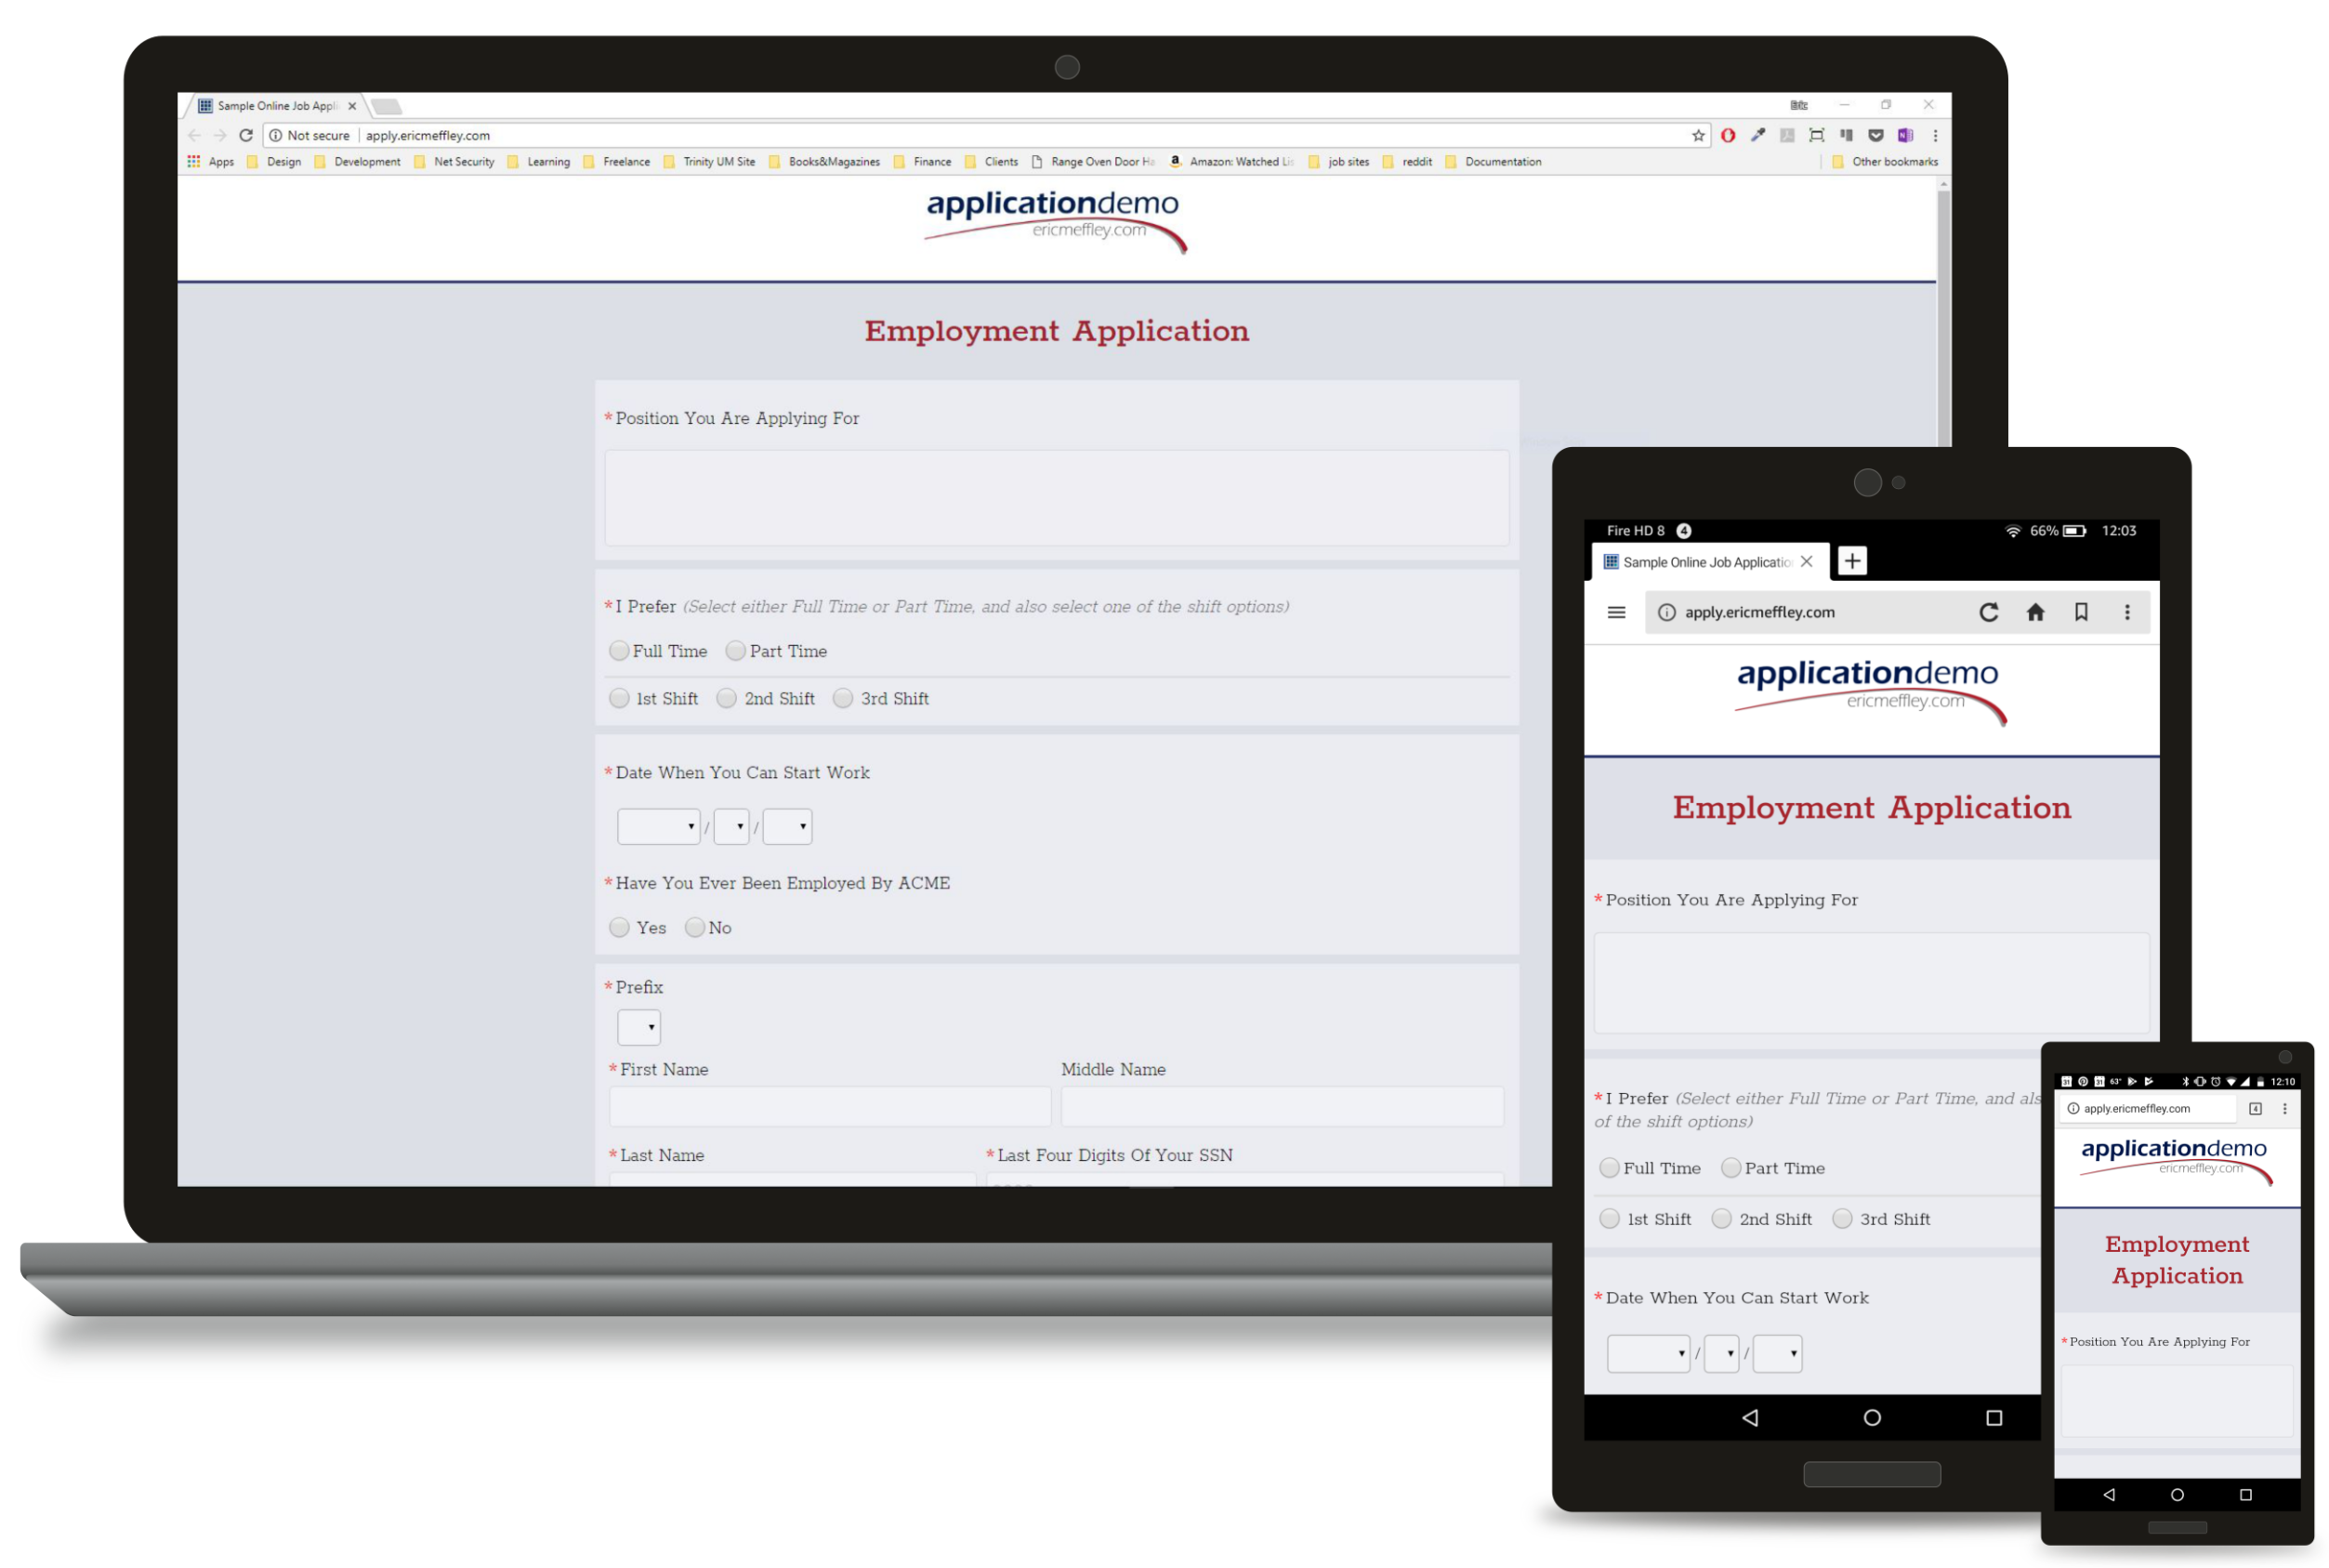 Sample Online Job Appli
Eric
Not secure apply.ericmeffley.com
Apps Design Development Net Security Learning Freelance Trinity UM Site Books&Magazines Finance Clients Range Oven Door Ha Amazon: Watched Lis job sites reddit Documentation Other bookmarks
applicationdemo
ericmeffley.com
Employment Application
*Position You Are Applying For
*I Prefer (Select either Full Time or Part Time, and also select one of the shift options)
Full Time Part Time
1st Shift 2nd Shift 3rd Shift
*Date When You Can Start Work
/ /
*Have You Ever Been Employed By ACME
Yes No
*Prefix
*First Name Middle Name
*Last Name *Last Four Digits Of Your SSN
Fire HD 8 4 66% 12:03
Sample Online Job Applicatio
apply.ericmeffley.com
applicationdemo
ericmeffley.com
Employment Application
*Position You Are Applying For
*I Prefer (Select either Full Time or Part Time, and als
of the shift options)
Full Time Part Time
1st Shift 2nd Shift 3rd Shift
*Date When You Can Start Work
/ /
31 31 63° 12:10
apply.ericmeffley.com 4
applicationdemo
ericmeffley.com
Employment
Application
*Position You Are Applying For